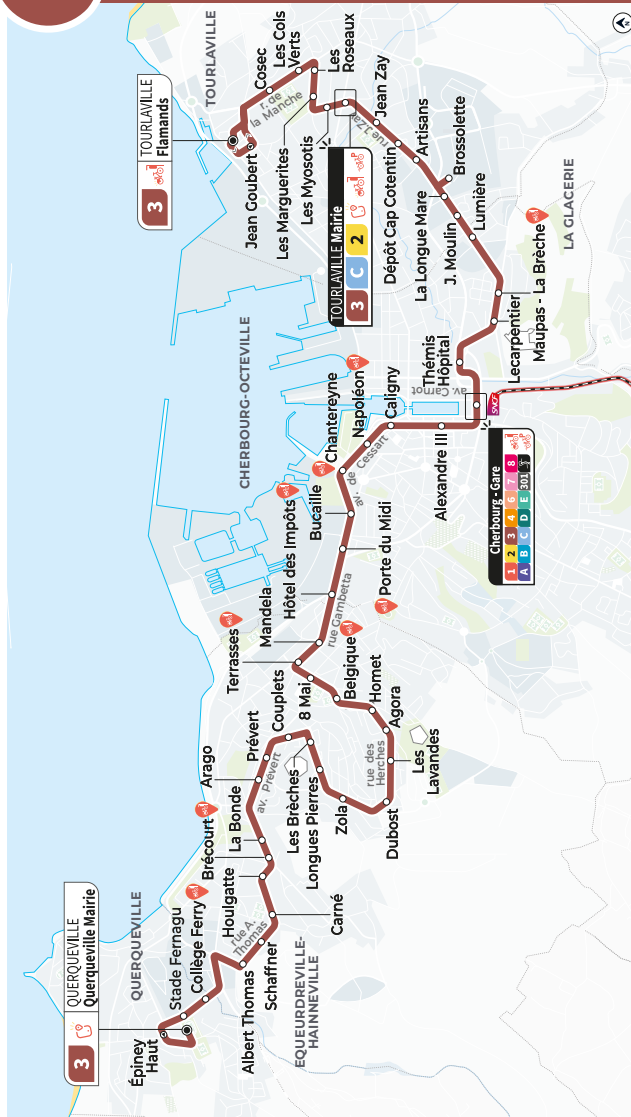 3
QUERQUEVILLE
Querqueville Mairie
QUERQUEVILLE
Épiney
Haut
Stade Fernagu
Collège Ferry
Albert Thomas
rue A.
Thomas
Schaffner
EQUEURDREVILLE-
HAINNEVILLE
Carné
Houlgatte
Brécourt
La Bonde
Arago
av. Prévert
Prévert
Couplets
Les Brèches
Longues Pierres
Zola
Dubost
rue des
Herches
Les
Lavandes
Agora
Homet
Belgique
8 Mai
Terrasses
Mandela
rue Gambetta
Hôtel des Impôts
Porte du Midi
Bucaille
Chantereyne
av. de Cessart
Napoléon
Caligny
Alexandre III
CHERBOURG-OCTEVILLE
Cherbourg - Gare
1 2 3 4 6 7 8
A B C D E 301
SNCF
av. Carnot
Thémis
Hôpital
Lecarpentier
Maupas - La Brèche
LA GLACERIE
Lumière
J. Moulin
La Longue Mare
Brossolette
Artisans
Dépôt Cap Cotentin
Jean Zay
rue J.Zay
TOURLAVILLE Mairie
3 C 2
Les Myosotis
Les Marguerites
Les
Roseaux
Les Cols
Verts
Cosec
r. de
la Manche
Jean Goubert
TOURLAVILLE
3
TOURLAVILLE
Flamands
N